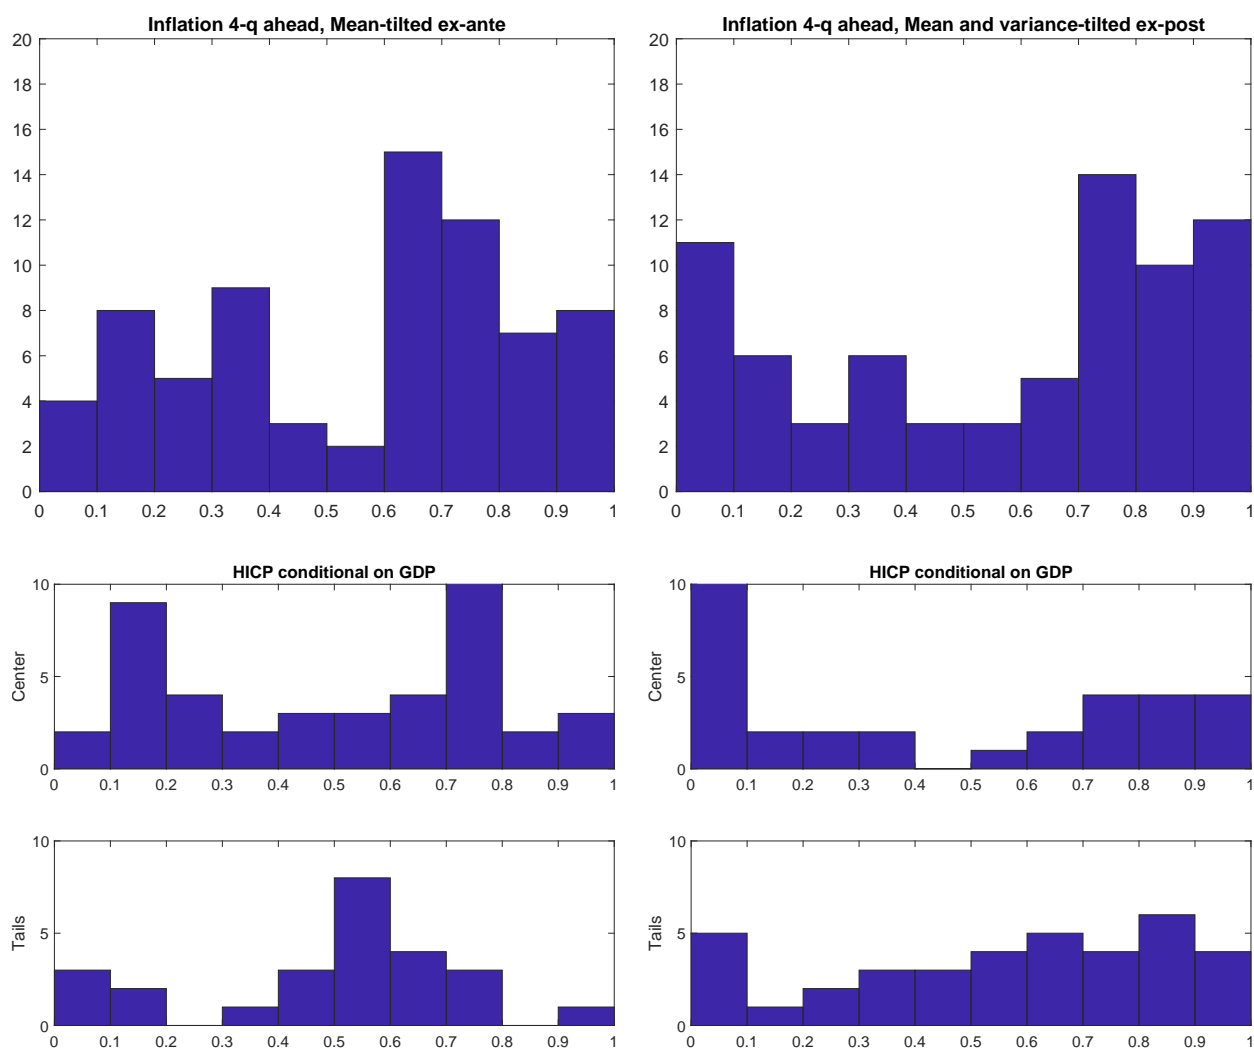 Inflation 4-q ahead, Mean-tilted ex-ante
20
18
16
14
12
10
8
6
4
2
0
0 0.1 0.2 0.3 0.4 0.5 0.6 0.7 0.8 0.9 1
Inflation 4-q ahead, Mean and variance-tilted ex-post
20
18
16
14
12
10
8
6
4
2
0
0 0.1 0.2 0.3 0.4 0.5 0.6 0.7 0.8 0.9 1
HICP conditional on GDP
Center
10
5
0
0 0.1 0.2 0.3 0.4 0.5 0.6 0.7 0.8 0.9 1
HICP conditional on GDP
Center
10
5
0
0 0.1 0.2 0.3 0.4 0.5 0.6 0.7 0.8 0.9 1
Tails
10
5
0
0 0.1 0.2 0.3 0.4 0.5 0.6 0.7 0.8 0.9 1
Tails
10
5
0
0 0.1 0.2 0.3 0.4 0.5 0.6 0.7 0.8 0.9 1